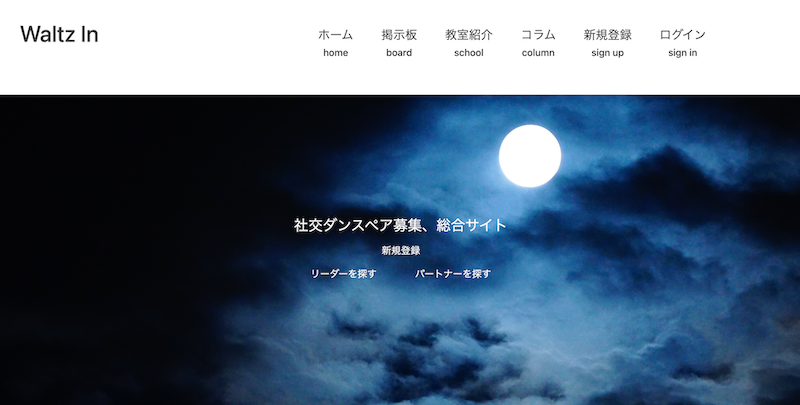 Waltz In
ホーム 掲示板 教室紹介 コラム 新規登録 ログイン
home board school column sign up sign in
社交ダンスペア募集、総合サイト
新規登録
リーダーを探す パートナーを探す